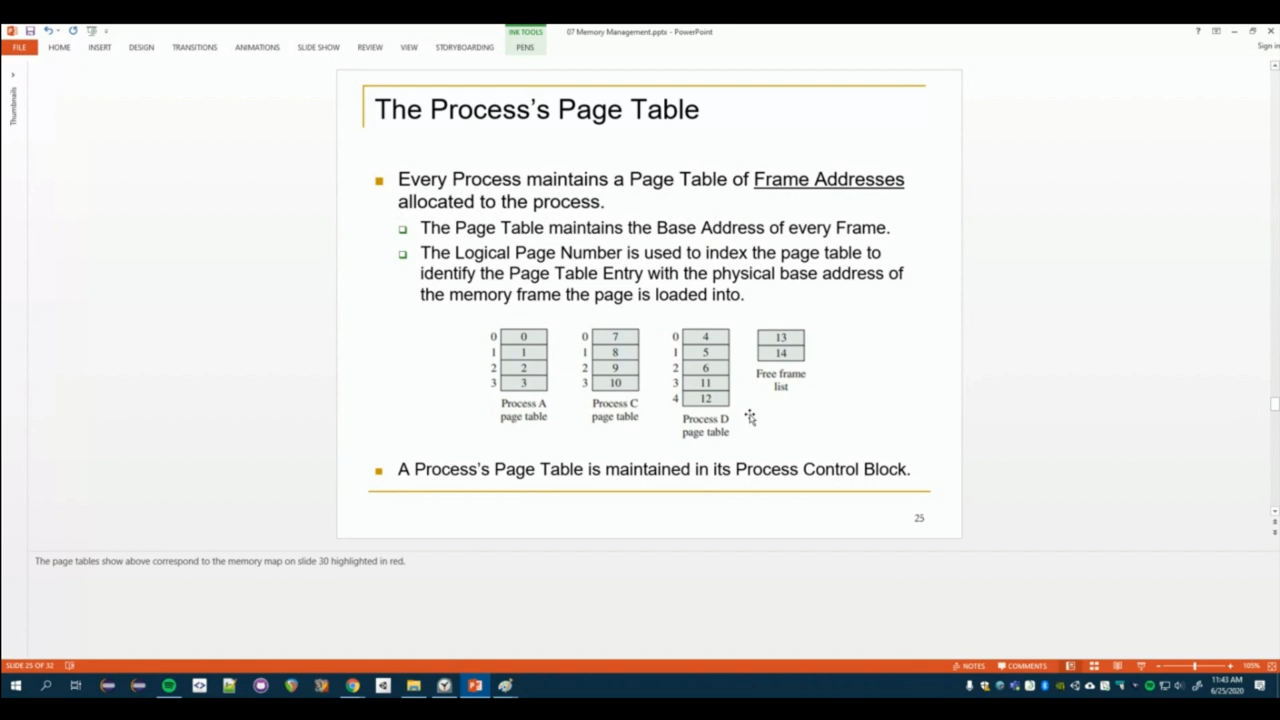 INK TOOLS
07 Memory Management.pptx - PowerPoint
?
FILE HOME INSERT DESIGN TRANSITIONS ANIMATIONS SLIDE SHOW REVIEW VIEW STORYBOARDING PENS
Sign in
Thumbnails
The Process's Page Table
Every Process maintains a Page Table of Frame Addresses
allocated to the process.
The Page Table maintains the Base Address of every Frame.
The Logical Page Number is used to index the page table to
identify the Page Table Entry with the physical base address of
the memory frame the page is loaded into.
0 0
1 1
2 2
3 3
Process A
page table
0 7
1 8
2 9
3 10
Process C
page table
0 4
1 5
2 6
3 11
4 12
Process D
page table
13
14
Free frame
list
A Process's Page Table is maintained in its Process Control Block.
25
The page tables show above correspond to the memory map on slide 30 highlighted in red.
SLIDE 25 OF 32
NOTES COMMENTS 105%
11:43 AM
6/25/2020